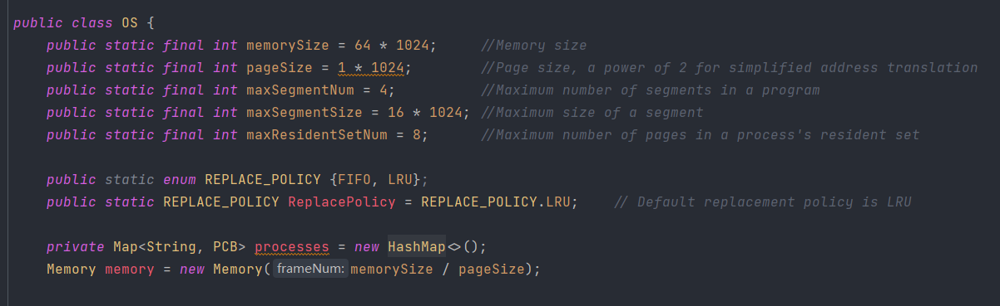 public class OS {
public static final int memorySize = 64 * 1024; //Memory size
public static final int pageSize = 1 * 1024; //Page size, a power of 2 for simplified address translation
public static final int maxSegmentNum = 4; //Maximum number of segments in a program
public static final int maxSegmentSize = 16 * 1024; //Maximum size of a segment
public static final int maxResidentSetNum = 8; //Maximum number of pages in a process's resident set
public static enum REPLACE_POLICY {FIFO, LRU};
public static REPLACE_POLICY ReplacePolicy = REPLACE_POLICY.LRU; // Default replacement policy is LRU
private Map<String, PCB> processes = new HashMap<>();
Memory memory = new Memory( frameNum: memorySize / pageSize);